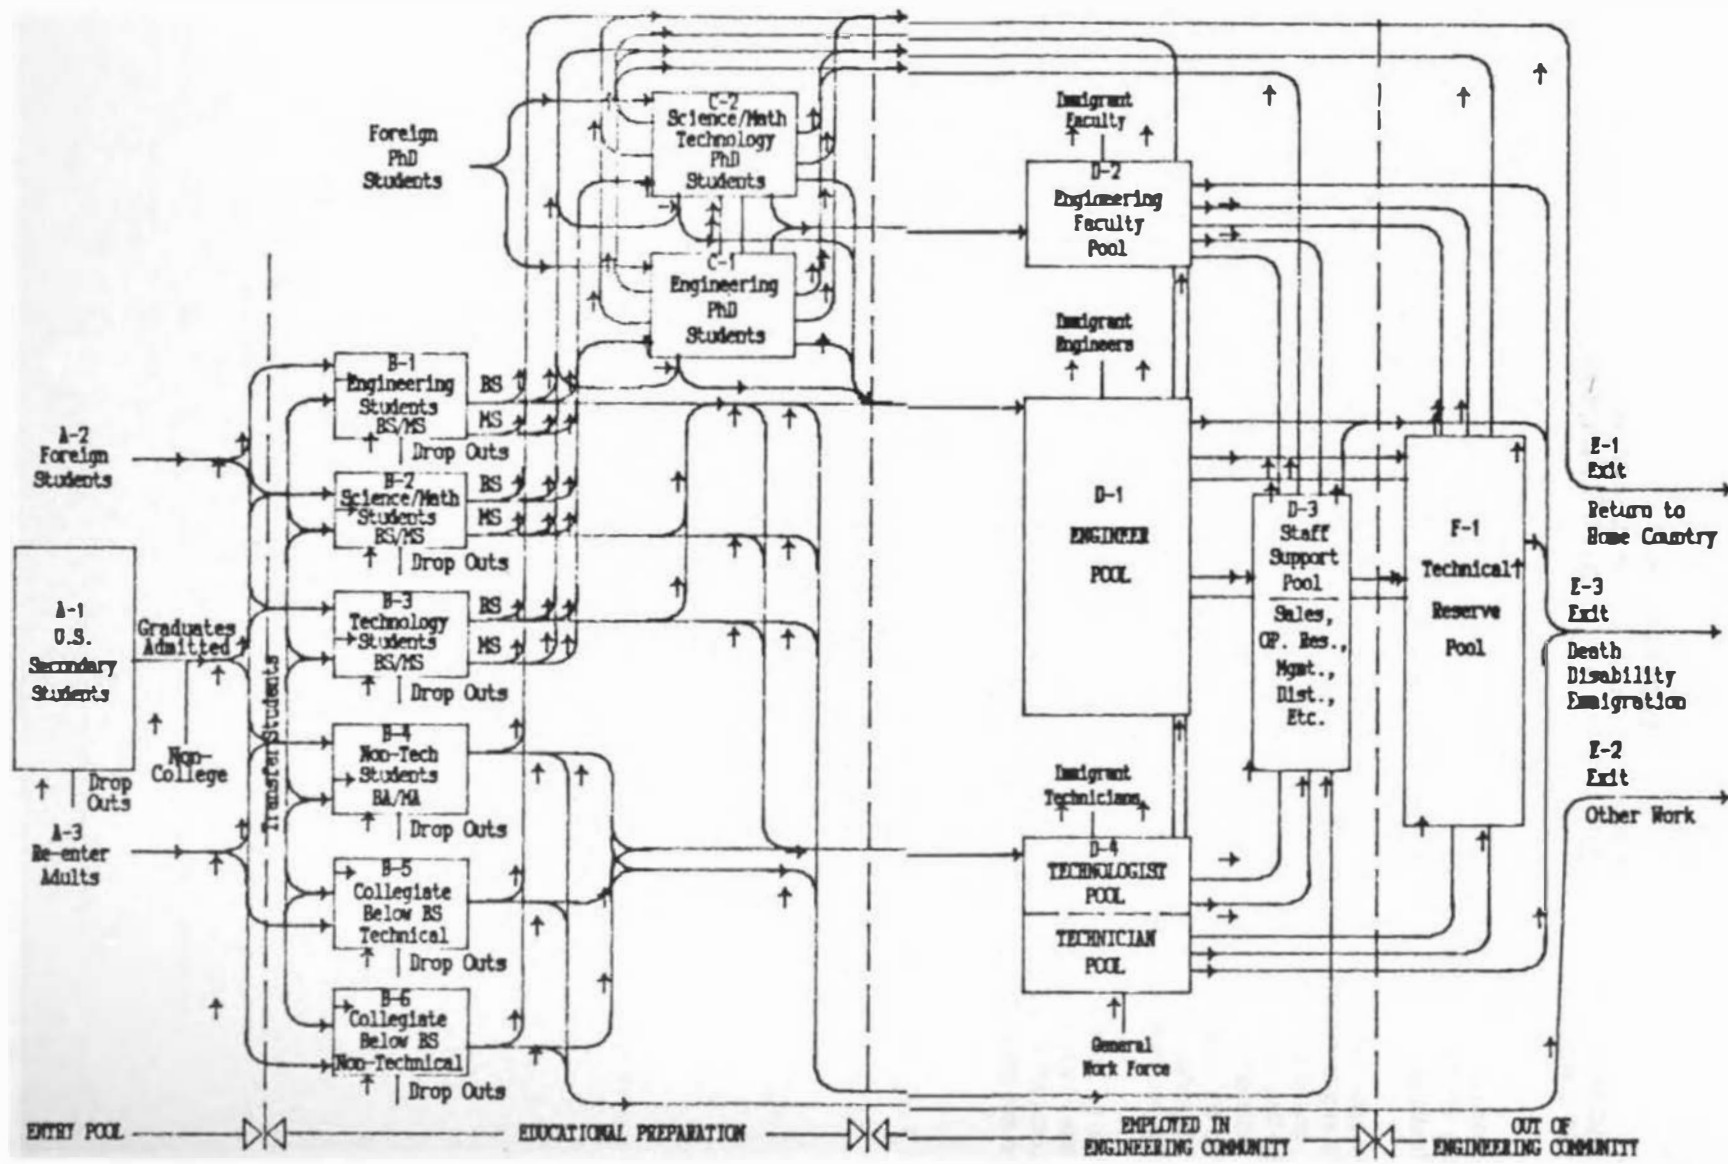 Foreign
PhD
Students
C-2
Science/Math
Technology
PhD
Students
C-1
Engineering
PhD
Students
A-2
Foreign
Students
A-1
U.S.
Secondary
Students
Graduates
Admitted
Non-
College
Drop
Outs
A-3
Re-enter
Adults
Transfer Students
B-1
Engineering
Students
BS/MS
BS
MS
Drop Outs
B-2
Science/Math
Students
BS/MS
BS
MS
Drop Outs
B-3
Technology
Students
BS/MS
BS
MS
Drop Outs
B-4
Non-Tech
Students
BA/MA
Drop Outs
B-5
Collegiate
Below BS
Technical
Drop Outs
B-6
Collegiate
Below BS
Non-Technical
Drop Outs
Immigrant
Faculty
D-2
Engineering
Faculty
Pool
Immigrant
Engineers
D-1
ENGINEER
POOL
Immigrant
Technicians
D-4
TECHNOLOGIST
POOL
TECHNICIAN
POOL
General
Work Force
D-3
Staff
Support
Pool
Sales,
OP. Res.,
Mgmt.,
Dist.,
Etc.
F-1
Technical
Reserve
Pool
E-1
Exit
Return to
Home Country
E-3
Exit
Death
Disability
Emigration
E-2
Exit
Other Work
ENTRY POOL
EDUCATIONAL PREPARATION
EMPLOYED IN
ENGINEERING COMMUNITY
OUT OF
ENGINEERING COMMUNITY